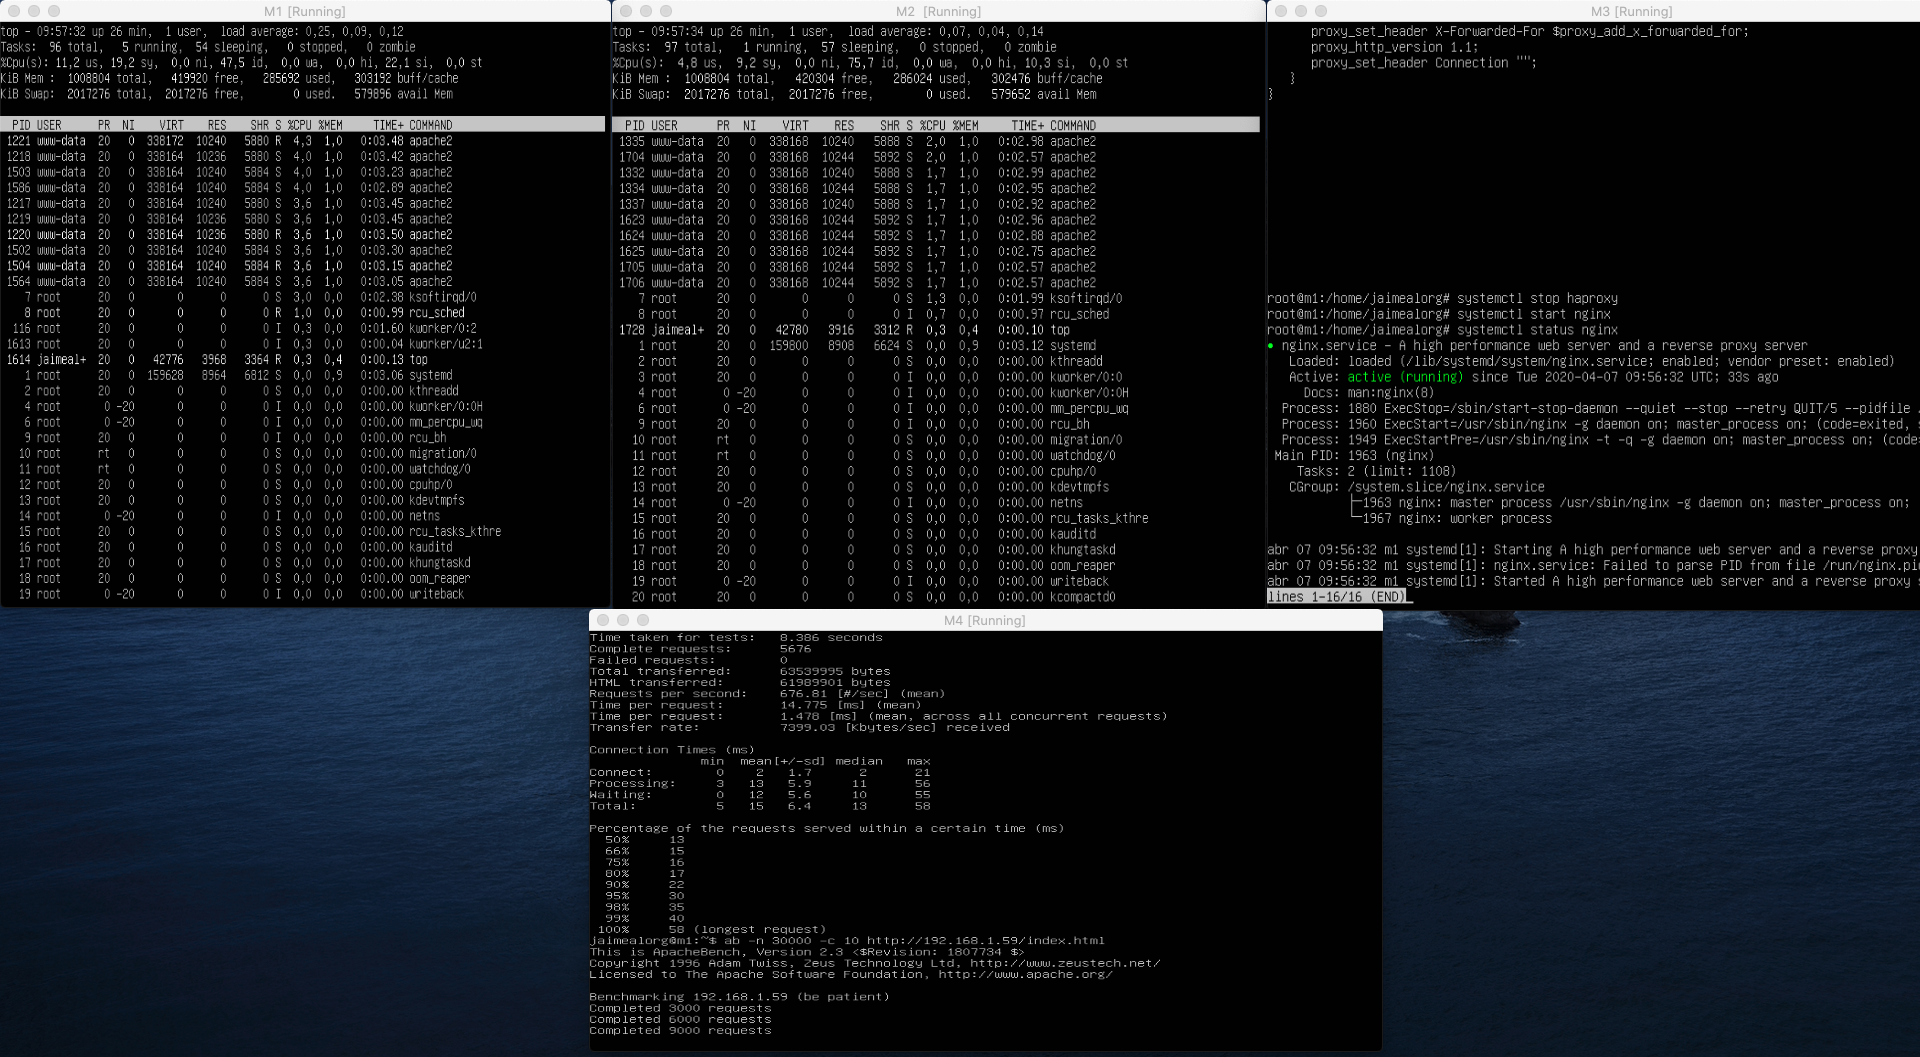 M1 [Running]
top - 09:57:32 up 26 min,  1 user,  load average: 0,25, 0,09, 0,12
Tasks:  96 total,   5 running,  54 sleeping,   0 stopped,   0 zombie
%Cpu(s): 11,2 us, 19,2 sy,  0,0 ni, 47,5 id,  0,0 wa,  0,0 hi, 22,1 si,  0,0 st
KiB Mem :  1008804 total,   419920 free,   285692 used,   303192 buff/cache
KiB Swap:  2017276 total,  2017276 free,        0 used.   579896 avail Mem
PID USER      PR  NI    VIRT    RES    SHR S %CPU %MEM     TIME+ COMMAND
1221 www-data  20   0  338172  10240   5880 R  4,3  1,0   0:03.48 apache2
1218 www-data  20   0  338164  10236   5880 S  4,0  1,0   0:03.42 apache2
1503 www-data  20   0  338164  10240   5884 S  4,0  1,0   0:03.23 apache2
1586 www-data  20   0  338164  10240   5884 S  4,0  1,0   0:02.89 apache2
1217 www-data  20   0  338164  10240   5880 S  3,6  1,0   0:03.45 apache2
1219 www-data  20   0  338164  10236   5880 S  3,6  1,0   0:03.45 apache2
1220 www-data  20   0  338164  10236   5880 R  3,6  1,0   0:03.50 apache2
1502 www-data  20   0  338164  10240   5884 S  3,6  1,0   0:03.30 apache2
1504 www-data  20   0  338164  10240   5884 R  3,6  1,0   0:03.15 apache2
1564 www-data  20   0  338164  10240   5884 S  3,6  1,0   0:03.05 apache2
7 root      20   0       0      0      0 S  3,0  0,0   0:02.38 ksoftirqd/0
8 root      20   0       0      0      0 R  1,0  0,0   0:00.99 rcu_sched
116 root      20   0       0      0      0 I  0,3  0,0   0:01.60 kworker/0:2
1613 root      20   0       0      0      0 I  0,3  0,0   0:00.04 kworker/u2:1
1614 jaimeal+  20   0   42776   3968   3364 R  0,3  0,4   0:00.13 top
1 root      20   0  159628   8964   6812 S  0,0  0,9   0:03.06 systemd
2 root      20   0       0      0      0 S  0,0  0,0   0:00.00 kthreadd
4 root       0 -20       0      0      0 I  0,0  0,0   0:00.00 kworker/0:0H
6 root       0 -20       0      0      0 I  0,0  0,0   0:00.00 mm_percpu_wq
9 root      20   0       0      0      0 I  0,0  0,0   0:00.00 rcu_bh
10 root      rt   0       0      0      0 S  0,0  0,0   0:00.00 migration/0
11 root      rt   0       0      0      0 S  0,0  0,0   0:00.00 watchdog/0
12 root      20   0       0      0      0 S  0,0  0,0   0:00.00 cpuhp/0
13 root      20   0       0      0      0 S  0,0  0,0   0:00.00 kdevtmpfs
14 root       0 -20       0      0      0 I  0,0  0,0   0:00.00 netns
15 root      20   0       0      0      0 S  0,0  0,0   0:00.00 rcu_tasks_kthre
16 root      20   0       0      0      0 S  0,0  0,0   0:00.00 kauditd
17 root      20   0       0      0      0 S  0,0  0,0   0:00.00 khungtaskd
18 root      20   0       0      0      0 S  0,0  0,0   0:00.00 oom_reaper
19 root       0 -20       0      0      0 I  0,0  0,0   0:00.00 writeback
M2 [Running]
top - 09:57:34 up 26 min,  1 user,  load average: 0,07, 0,04, 0,14
Tasks:  97 total,   1 running,  57 sleeping,   0 stopped,   0 zombie
%Cpu(s):  4,8 us,  9,2 sy,  0,0 ni, 75,7 id,  0,0 wa,  0,0 hi, 10,3 si,  0,0 st
KiB Mem :  1008804 total,   420304 free,   286024 used,   302476 buff/cache
KiB Swap:  2017276 total,  2017276 free,        0 used.   579652 avail Mem
PID USER      PR  NI    VIRT    RES    SHR S %CPU %MEM     TIME+ COMMAND
1335 www-data  20   0  338168  10240   5888 S  2,0  1,0   0:02.98 apache2
1704 www-data  20   0  338168  10244   5892 S  2,0  1,0   0:02.57 apache2
1332 www-data  20   0  338168  10240   5888 S  1,7  1,0   0:02.99 apache2
1334 www-data  20   0  338168  10244   5888 S  1,7  1,0   0:02.95 apache2
1337 www-data  20   0  338168  10240   5888 S  1,7  1,0   0:02.92 apache2
1623 www-data  20   0  338168  10244   5892 S  1,7  1,0   0:02.96 apache2
1624 www-data  20   0  338168  10244   5892 S  1,7  1,0   0:02.88 apache2
1625 www-data  20   0  338168  10244   5892 S  1,7  1,0   0:02.75 apache2
1705 www-data  20   0  338168  10244   5892 S  1,7  1,0   0:02.57 apache2
1706 www-data  20   0  338168  10244   5892 S  1,7  1,0   0:02.57 apache2
7 root      20   0       0      0      0 S  1,3  0,0   0:01.99 ksoftirqd/0
8 root      20   0       0      0      0 I  0,7  0,0   0:00.97 rcu_sched
1728 jaimeal+  20   0   42780   3916   3312 R  0,3  0,4   0:00.10 top
1 root      20   0  159800   8908   6624 S  0,0  0,9   0:03.12 systemd
2 root      20   0       0      0      0 S  0,0  0,0   0:00.00 kthreadd
3 root      20   0       0      0      0 I  0,0  0,0   0:00.00 kworker/0:0
4 root       0 -20       0      0      0 I  0,0  0,0   0:00.00 kworker/0:0H
6 root       0 -20       0      0      0 I  0,0  0,0   0:00.00 mm_percpu_wq
9 root      20   0       0      0      0 I  0,0  0,0   0:00.00 rcu_bh
10 root      rt   0       0      0      0 S  0,0  0,0   0:00.00 migration/0
11 root      rt   0       0      0      0 S  0,0  0,0   0:00.00 watchdog/0
12 root      20   0       0      0      0 S  0,0  0,0   0:00.00 cpuhp/0
13 root      20   0       0      0      0 S  0,0  0,0   0:00.00 kdevtmpfs
14 root       0 -20       0      0      0 I  0,0  0,0   0:00.00 netns
15 root      20   0       0      0      0 S  0,0  0,0   0:00.00 rcu_tasks_kthre
16 root      20   0       0      0      0 S  0,0  0,0   0:00.00 kauditd
17 root      20   0       0      0      0 S  0,0  0,0   0:00.00 khungtaskd
18 root      20   0       0      0      0 S  0,0  0,0   0:00.00 oom_reaper
19 root       0 -20       0      0      0 I  0,0  0,0   0:00.00 writeback
20 root      20   0       0      0      0 S  0,0  0,0   0:00.00 kcompactd0
M3 [Running]
proxy_set_header X-Forwarded-For $proxy_add_x_forwarded_for;
proxy_http_version 1.1;
proxy_set_header Connection "";
}
}
root@m1:/home/jaimealorg# systemctl stop haproxy
root@m1:/home/jaimealorg# systemctl start nginx
root@m1:/home/jaimealorg# systemctl status nginx
● nginx.service - A high performance web server and a reverse proxy server
Loaded: loaded (/lib/systemd/system/nginx.service; enabled; vendor preset: enabled)
Active: active (running) since Tue 2020-04-07 09:56:32 UTC; 33s ago
Docs: man:nginx(8)
Process: 1880 ExecStop=/sbin/start-stop-daemon --quiet --stop --retry QUIT/5 --pidfile /
Process: 1960 ExecStart=/usr/sbin/nginx -g daemon on; master_process on; (code=exited, s
Process: 1949 ExecStartPre=/usr/sbin/nginx -t -q -g daemon on; master_process on; (code=
Main PID: 1963 (nginx)
Tasks: 2 (limit: 1108)
CGroup: /system.slice/nginx.service
├─1963 nginx: master process /usr/sbin/nginx -g daemon on; master_process on;
└─1967 nginx: worker process
abr 07 09:56:32 m1 systemd[1]: Starting A high performance web server and a reverse proxy
abr 07 09:56:32 m1 systemd[1]: nginx.service: Failed to parse PID from file /run/nginx.pid
abr 07 09:56:32 m1 systemd[1]: Started A high performance web server and a reverse proxy s
lines 1-16/16 (END)
M4 [Running]
Time taken for tests:   8.386 seconds
Complete requests:      5676
Failed requests:        0
Total transferred:      63539995 bytes
HTML transferred:       61989901 bytes
Requests per second:    676.81 [#/sec] (mean)
Time per request:       14.775 [ms] (mean)
Time per request:       1.478 [ms] (mean, across all concurrent requests)
Transfer rate:          7399.03 [Kbytes/sec] received
Connection Times (ms)
min  mean[+/-sd] median   max
Connect:        0    2   1.7      2      21
Processing:     3   13   5.9     11      56
Waiting:        0   12   5.6     10      55
Total:          5   15   6.4     13      58
Percentage of the requests served within a certain time (ms)
50%     13
66%     15
75%     16
80%     17
90%     22
95%     30
98%     35
99%     40
100%     58 (longest request)
jaimealorg@m1:~$ ab -n 30000 -c 10 http://192.168.1.59/index.html
This is ApacheBench, Version 2.3 <$Revision: 1807734 $>
Copyright 1996 Adam Twiss, Zeus Technology Ltd, http://www.zeustech.net/
Licensed to The Apache Software Foundation, http://www.apache.org/
Benchmarking 192.168.1.59 (be patient)
Completed 3000 requests
Completed 6000 requests
Completed 9000 requests